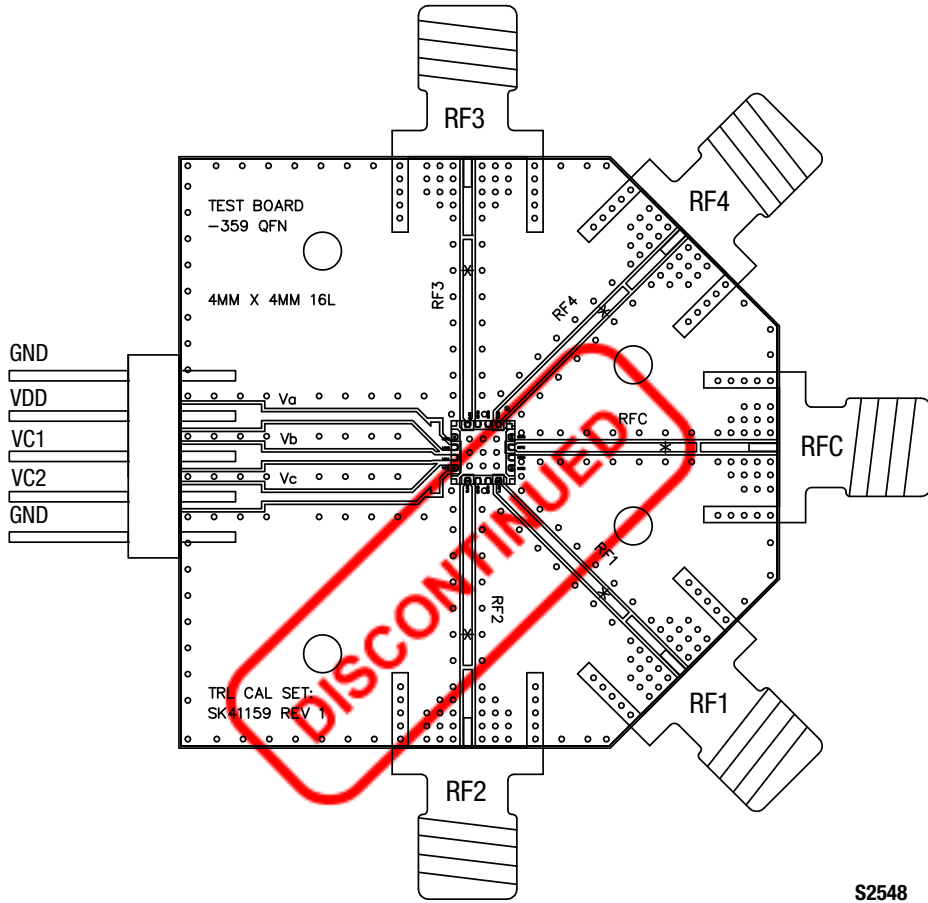 RF3
RF4
TEST BOARD
-359 QFN
4MM X 4MM 16L
RF3
RF4
GND
VDD
VC1
VC2
GND
Va
Vb
Vc
RFC
RFC
DISCONTINUED
RF1
RF2
TRL CAL SET:
SK41159 REV 1
RF1
RF2
S2548